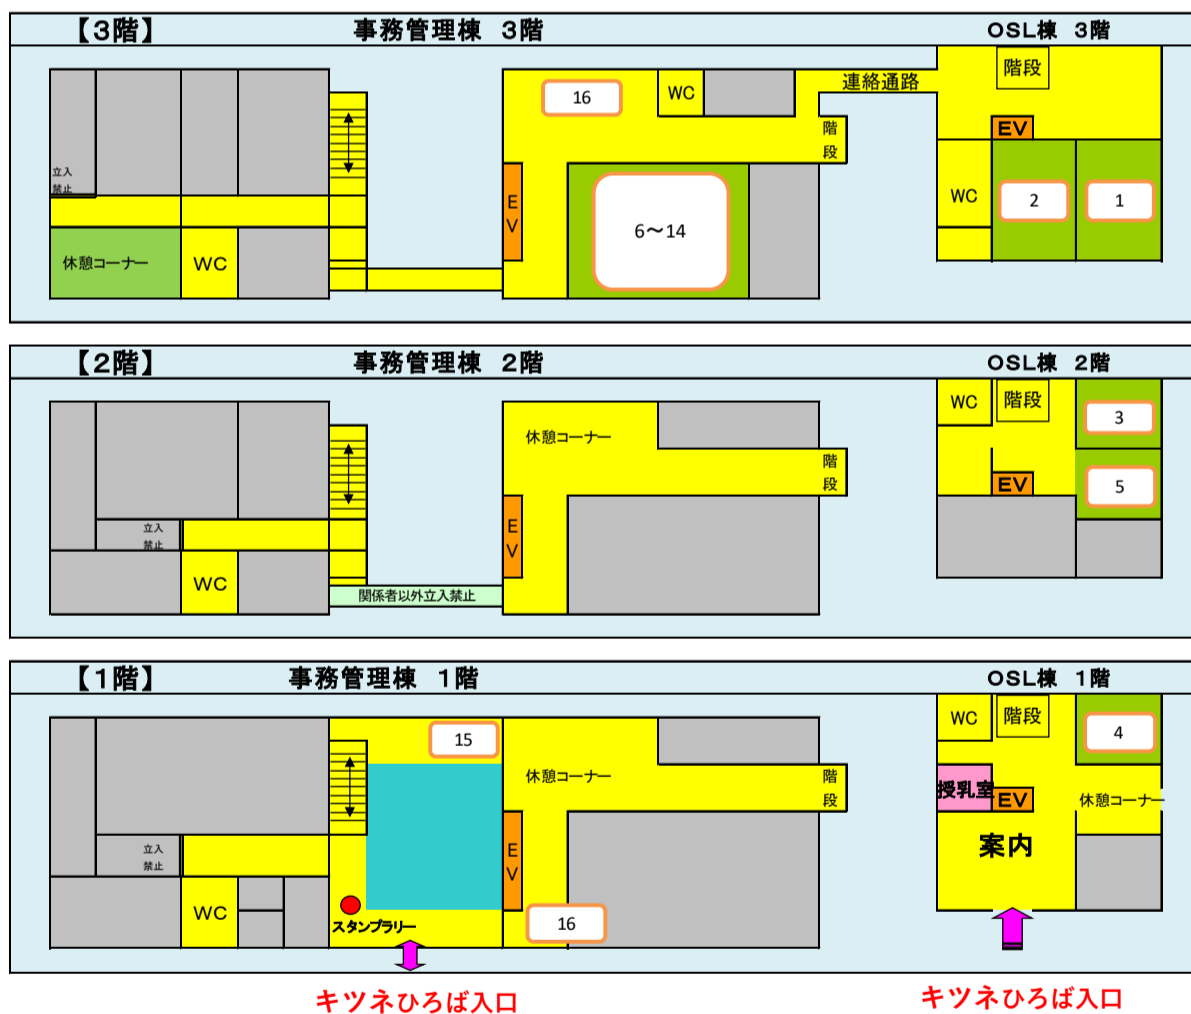 【3階】 事務管理棟 3階 OSL棟 3階
階段
連絡通路
16
WC
階
段
EV
立入
禁止
E
V
6～14
WC
2
1
休憩コーナー
WC
【2階】 事務管理棟 2階 OSL棟 2階
WC
階段
3
休憩コーナー
階
段
EV
5
E
V
立入
禁止
WC
関係者以外立入禁止
【1階】 事務管理棟 1階 OSL棟 1階
WC
階段
4
15
休憩コーナー
階
段
授乳室
EV
休憩コーナー
案内
E
V
立入
禁止
WC
スタンプラリー
16
キツネひろば入口
キツネひろば入口